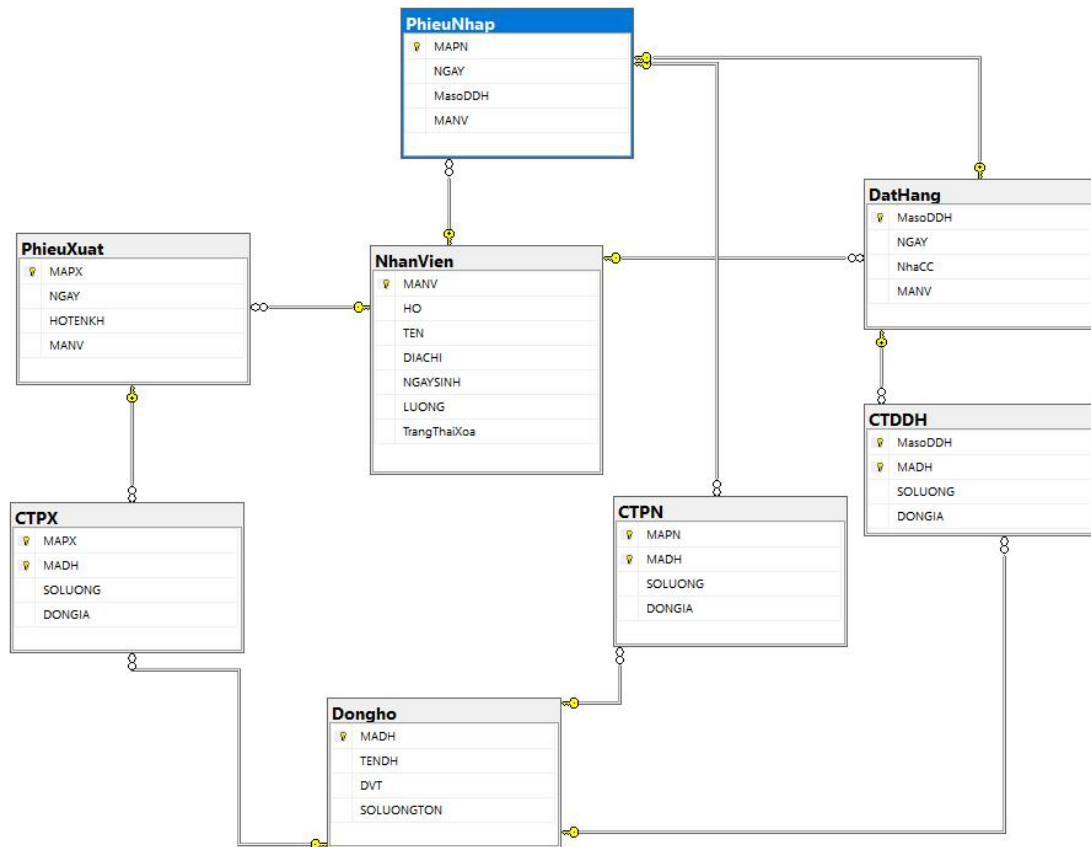 PhieuNhap
MAPN
NGAY
MasoDDH
MANV
DatHang
MasoDDH
NGAY
NhaCC
MANV
PhieuXuat
MAPX
NGAY
HOTENKH
MANV
NhanVien
MANV
HO
TEN
DIACHI
NGAYSINH
LUONG
TrangThaiXoa
CTDDH
MasoDDH
MADH
SOLUONG
DONGIA
CTPX
MAPX
MADH
SOLUONG
DONGIA
CTPN
MAPN
MADH
SOLUONG
DONGIA
Dongho
MADH
TENDH
DVT
SOLUONGTON